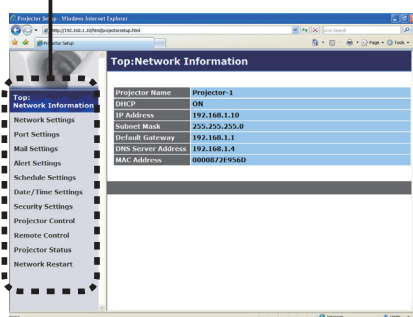 Projector Setup - Windows Internet Explorer
http://192.168.1.10/html/projectorsetup.html
Live Search
Projector Setup
Page
Tools
Top:Network Information
Top:
Network Information
Network Settings
Port Settings
Mail Settings
Alert Settings
Schedule Settings
Date/Time Settings
Security Settings
Projector Control
Remote Control
Projector Status
Network Restart
Projector Name Projector-1
DHCP ON
IP Address 192.168.1.10
Subnet Mask 255.255.255.0
Default Gateway 192.168.1.1
DNS Server Address 192.168.1.4
MAC Address 0000872E956D
Internet
100%